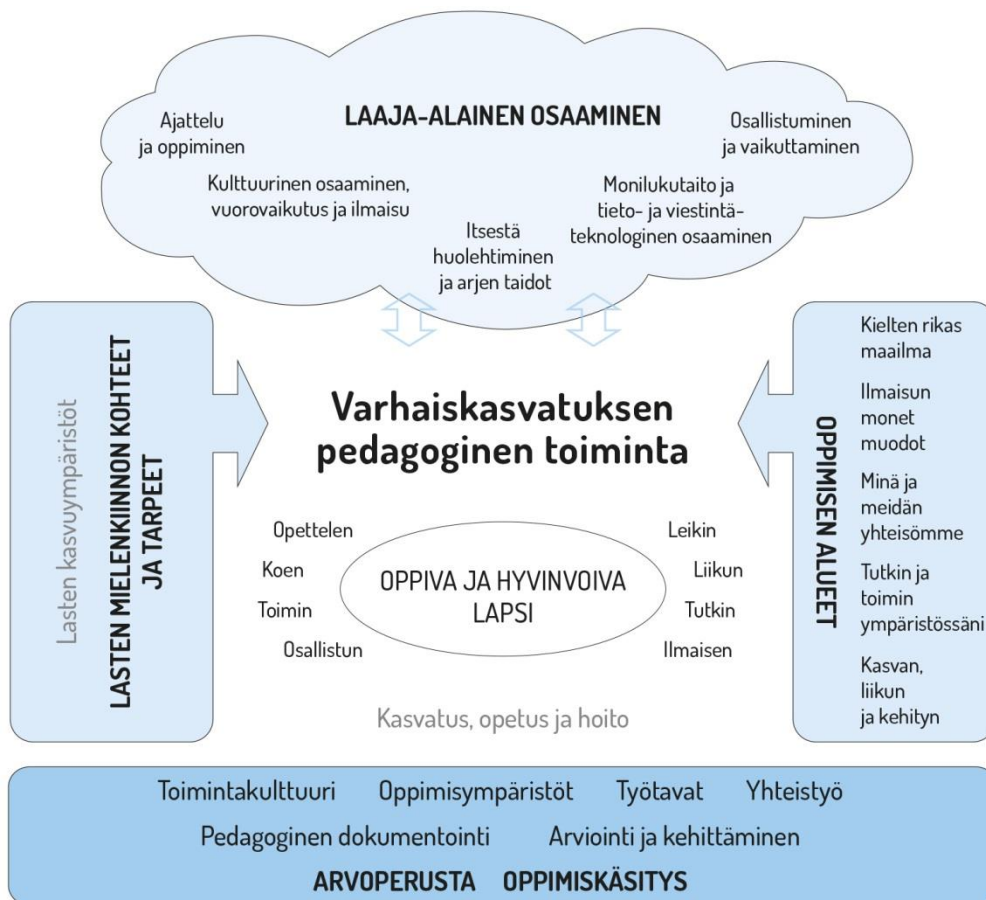 LAAJA-ALAINEN OSAAMINEN
Ajattelu
ja oppiminen
Kulttuurinen osaaminen,
vuorovaikutus ja ilmaisu
Itsestä
huolehtiminen
ja arjen taidot
Monilukutaito ja
tieto- ja viestintä-
teknologinen osaaminen
Osallistuminen
ja vaikuttaminen
Lasten kasvuympäristöt
LASTEN MIELENKIINNON KOHTEET
JA TARPEET
Varhaiskasvatuksen
pedagoginen toiminta
Opettelen
Koen
Toimin
Osallistun
OPPIVA JA HYVINVOIVA
LAPSI
Leikin
Liikun
Tutkin
Ilmaisen
Kasvatus, opetus ja hoito
OPPIMISEN ALUEET
Kielten rikas
maailma
Ilmaisun
monet
muodot
Minä ja
meidän
yhteisömme
Tutkin ja
toimin
ympäristössäni
Kasvan,
liikun
ja kehityn
Toimintakulttuuri Oppimisympäristöt Työtavat Yhteistyö
Pedagoginen dokumentointi Arviointi ja kehittäminen
ARVOPERUSTA OPPIMISKÄSITYS